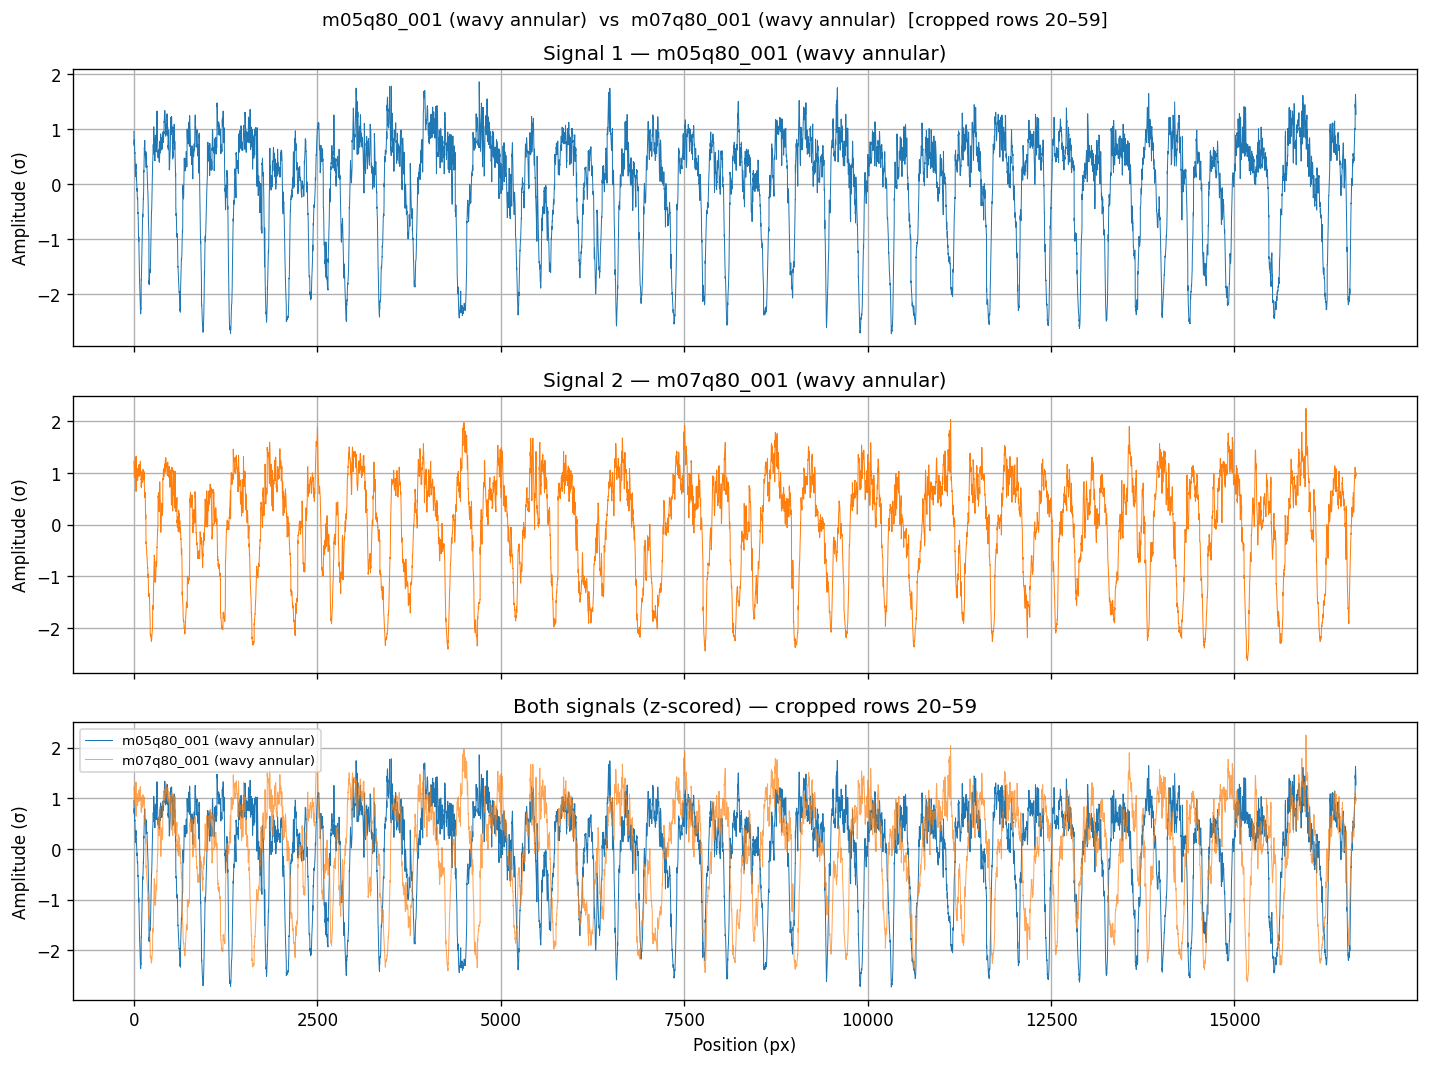 m05q80_001 (wavy annular)  vs  m07q80_001 (wavy annular)  [cropped rows 20–59]
Signal 1 — m05q80_001 (wavy annular)
2
1
0
−1
−2
Amplitude (σ)
Signal 2 — m07q80_001 (wavy annular)
2
1
0
−1
−2
Amplitude (σ)
Both signals (z-scored) — cropped rows 20–59
m05q80_001 (wavy annular)
m07q80_001 (wavy annular)
2
1
0
−1
−2
Amplitude (σ)
0 2500 5000 7500 10000 12500 15000
Position (px)